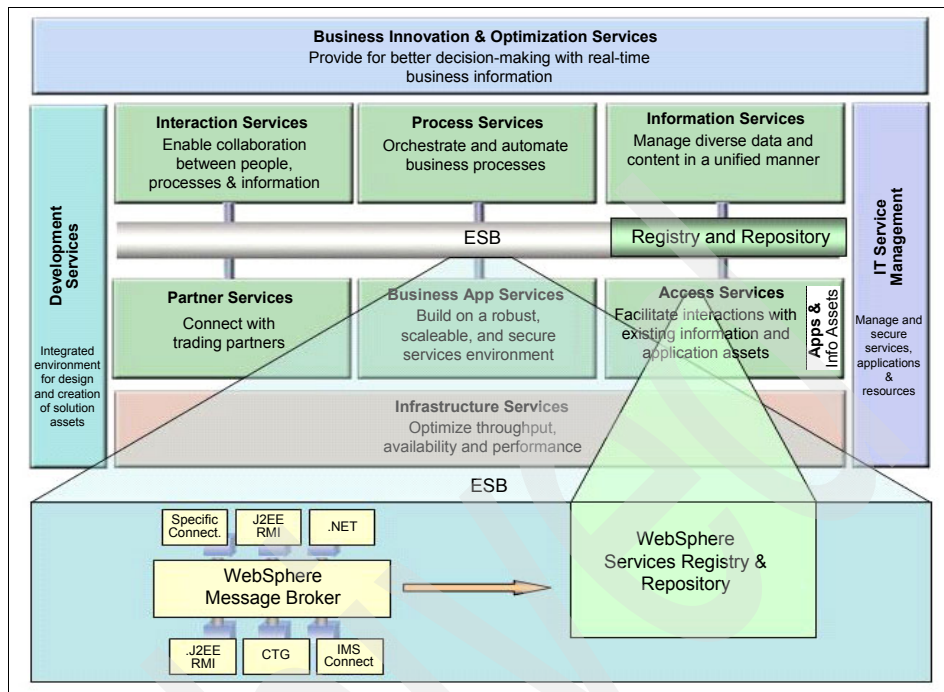 Business Innovation & Optimization Services
Provide for better decision-making with real-time
business information
Development
Services
Integrated
environment
for design
and creation
of solution
assets
Interaction Services
Enable collaboration
between people,
processes & information
Process Services
Orchestrate and automate
business processes
Information Services
Manage diverse data and
content in a unified manner
IT Service
Management
Manage and
secure
services,
applications
&
resources
ESB
Registry and Repository
Partner Services
Connect with
trading partners
Business App Services
Build on a robust,
scaleable, and secure
services environment
Access Services
Facilitate interactions with
existing information and
application assets
Apps &
Info Assets
Infrastructure Services
Optimize throughput,
availability and performance
ESB
Specific
Connect.
J2EE
RMI
.NET
WebSphere
Message Broker
.J2EE
RMI
CTG
IMS
Connect
WebSphere
Services Registry &
Repository